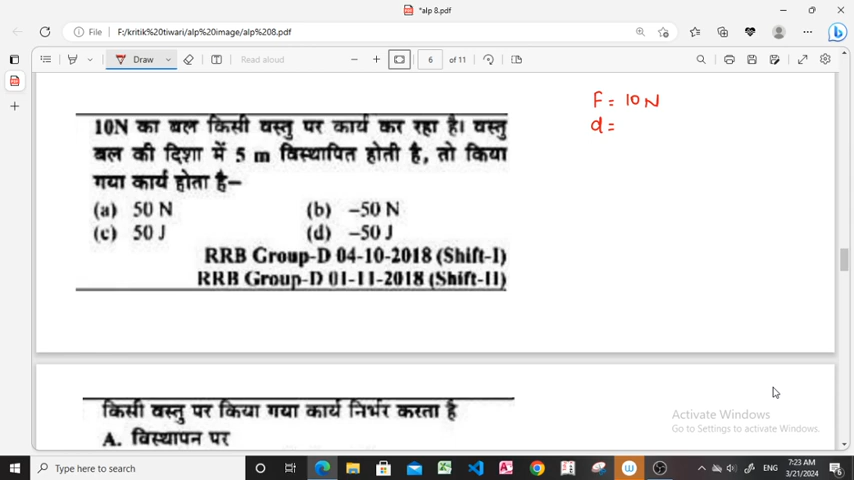 *alp 8.pdf
File
F:/kritik%20tiwari/alp%20image/alp%208.pdf
Draw
Read aloud
6
of 11
F = 10 N
d =
10N का बल किसी वस्तु पर कार्य कर रहा है। वस्तु
बल की दिशा में 5 m विस्थापित होती है, तो किया
गया कार्य होता है–
(a) 50 N (b) –50 N
(c) 50 J (d) –50 J
RRB Group-D 04-10-2018 (Shift-I)
RRB Group-D 01-11-2018 (Shift-II)
किसी वस्तु पर किया गया कार्य निर्भर करता है
A. विस्थापन पर
Activate Windows
Go to Settings to activate Windows.
Type here to search
ENG
7:23 AM
3/21/2024